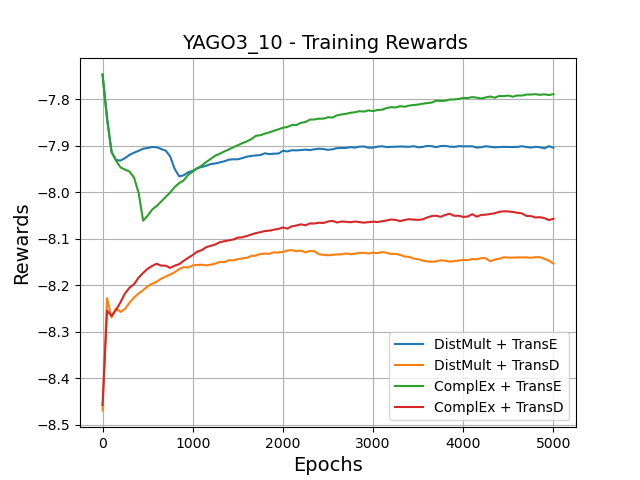 YAGO3_10 - Training Rewards
Rewards
−7.8
−7.9
−8.0
−8.1
−8.2
−8.3
−8.4
−8.5
0
1000
2000
3000
4000
5000
Epochs
DistMult + TransE
DistMult + TransD
ComplEx + TransE
ComplEx + TransD